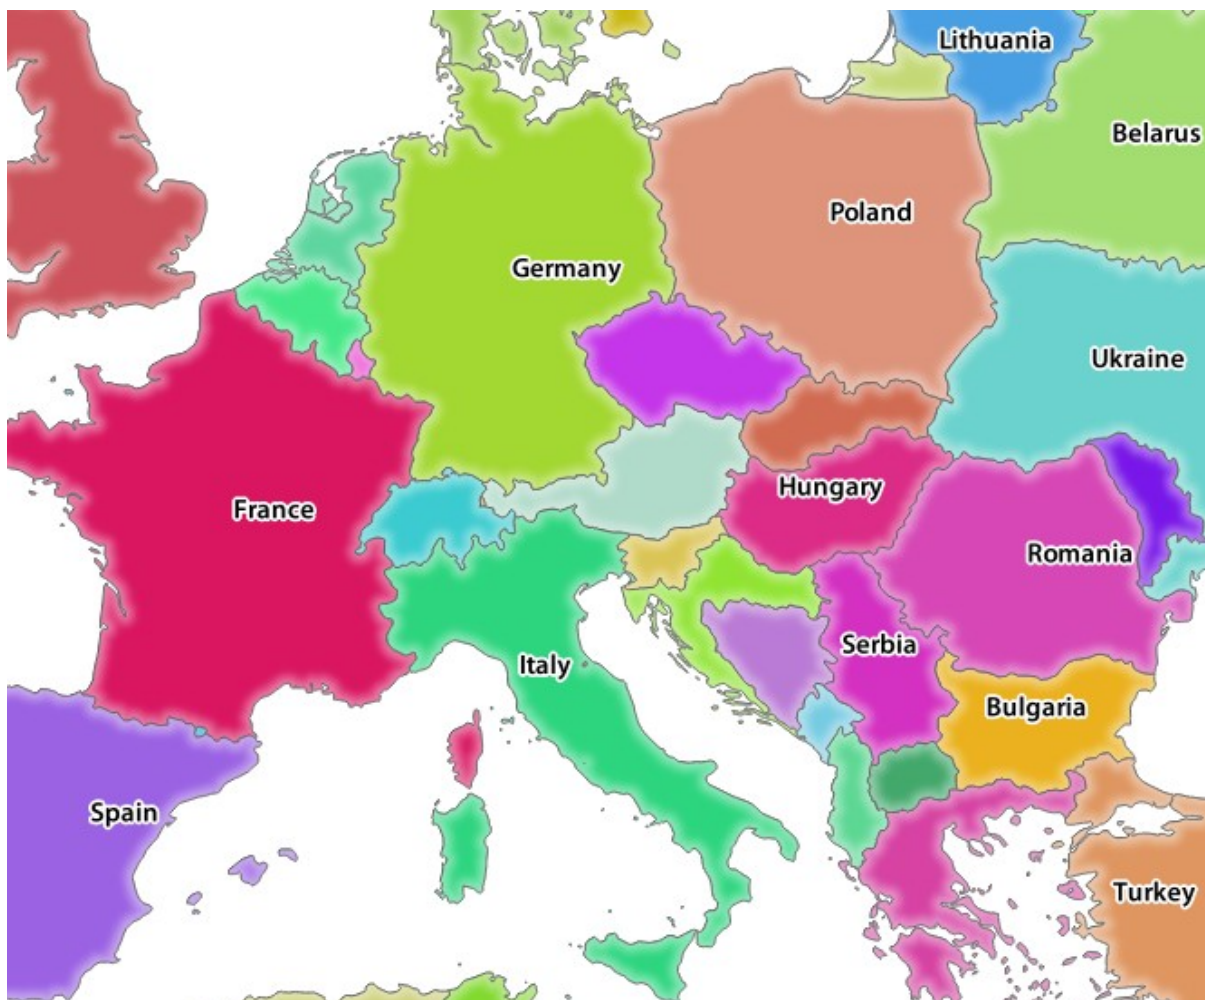 Lithuania
Belarus
Poland
Germany
Ukraine
Hungary
France
Romania
Serbia
Italy
Bulgaria
Spain
Turkey